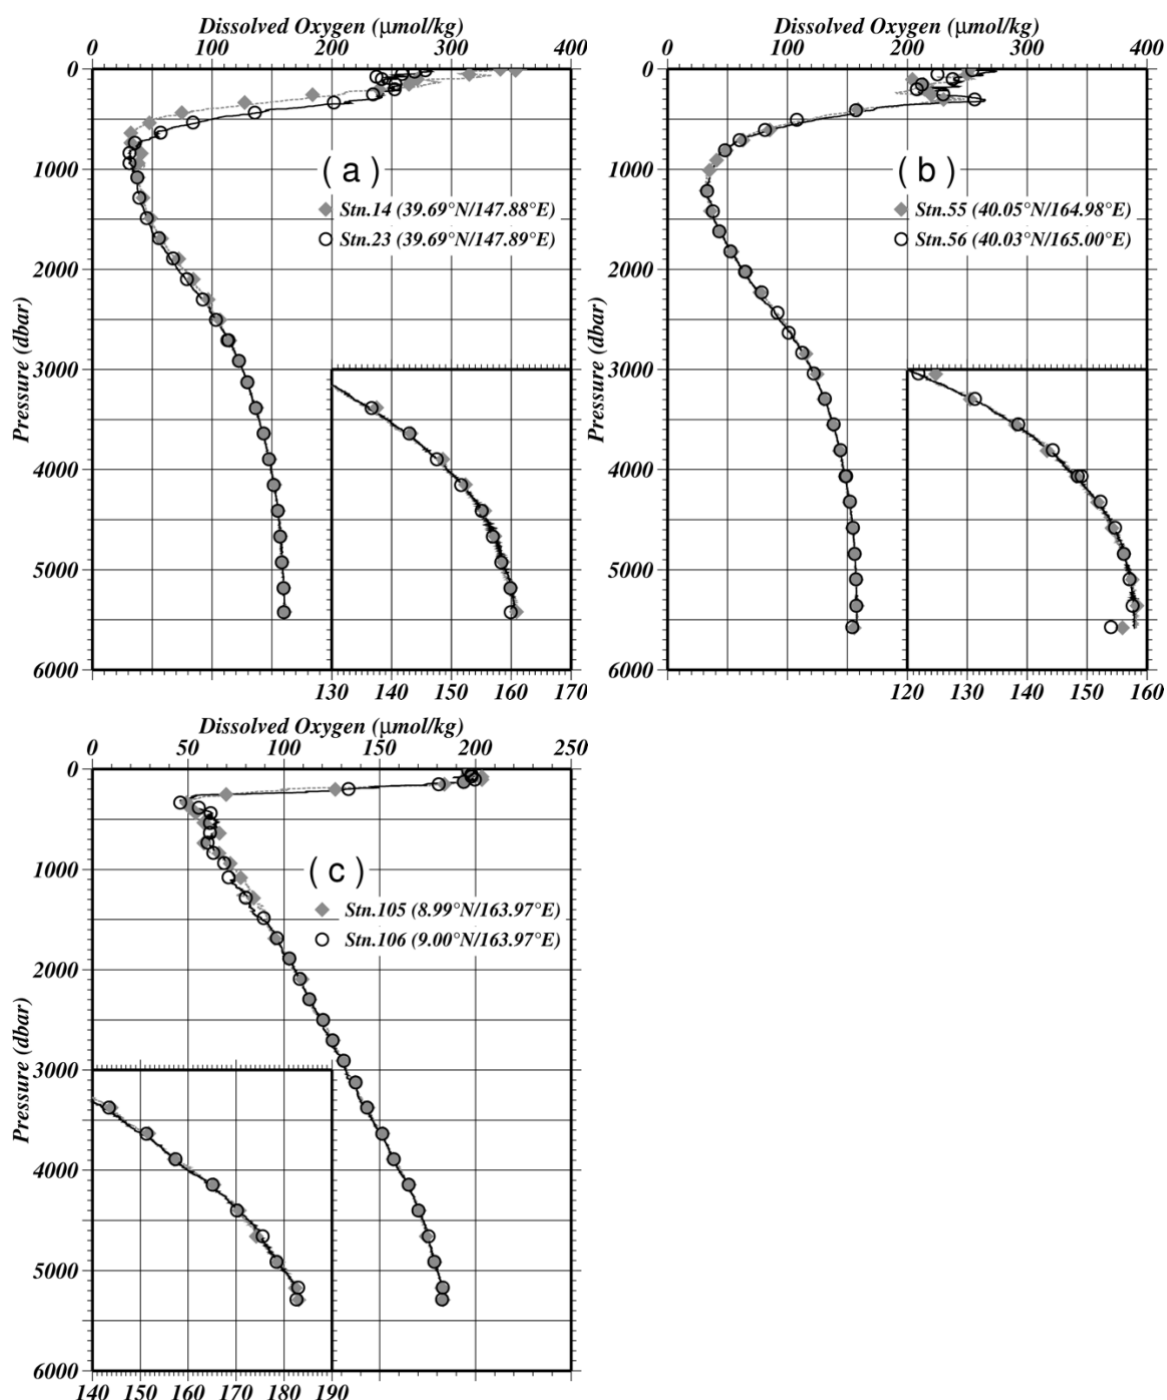 Dissolved Oxygen (μmol/kg)
0 100 200 300 400
0
1000
2000
3000
4000
5000
6000
Pressure (dbar)
( a )
Stn.14 (39.69°N/147.88°E)
Stn.23 (39.69°N/147.89°E)
130 140 150 160 170
Dissolved Oxygen (μmol/kg)
0 100 200 300 400
0
1000
2000
3000
4000
5000
6000
Pressure (dbar)
( b )
Stn.55 (40.05°N/164.98°E)
Stn.56 (40.03°N/165.00°E)
120 130 140 150 160
Dissolved Oxygen (μmol/kg)
0 50 100 150 200 250
0
1000
2000
3000
4000
5000
6000
Pressure (dbar)
( c )
Stn.105 (8.99°N/163.97°E)
Stn.106 (9.00°N/163.97°E)
140 150 160 170 180 190